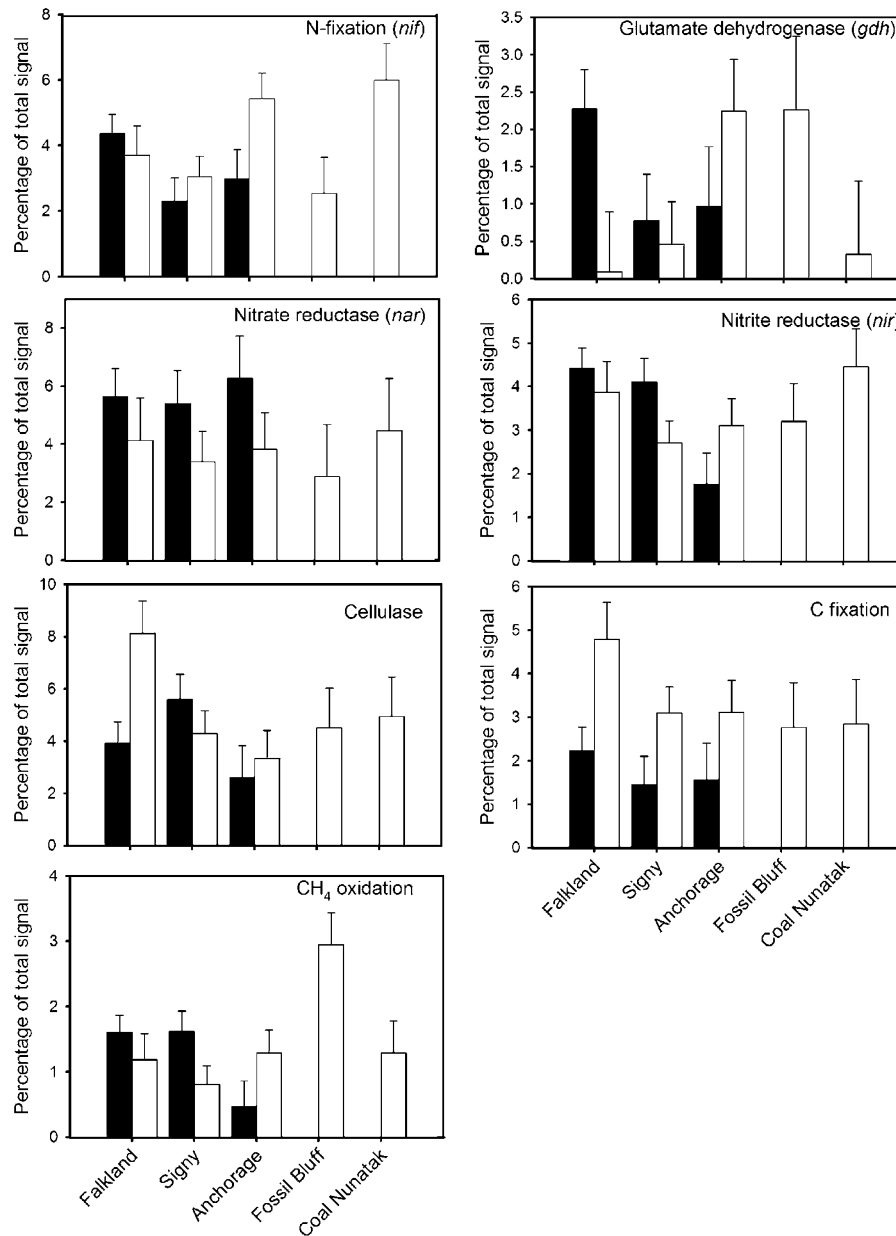 N-fixation (nif)
Percentage of total signal
8
6
4
2
0
Glutamate dehydrogenase (gdh)
Percentage of total signal
3.5
3.0
2.5
2.0
1.5
1.0
0.5
0.0
Nitrate reductase (nar)
Percentage of total signal
8
6
4
2
0
Nitrite reductase (nir)
Percentage of total signal
6
5
4
3
2
1
0
Cellulase
Percentage of total signal
10
8
6
4
2
0
C fixation
Percentage of total signal
6
5
4
3
2
1
0
Falkland
Signy
Anchorage
Fossil Bluff
Coal Nunatak
CH₄ oxidation
Percentage of total signal
4
3
2
1
0
Falkland
Signy
Anchorage
Fossil Bluff
Coal Nunatak